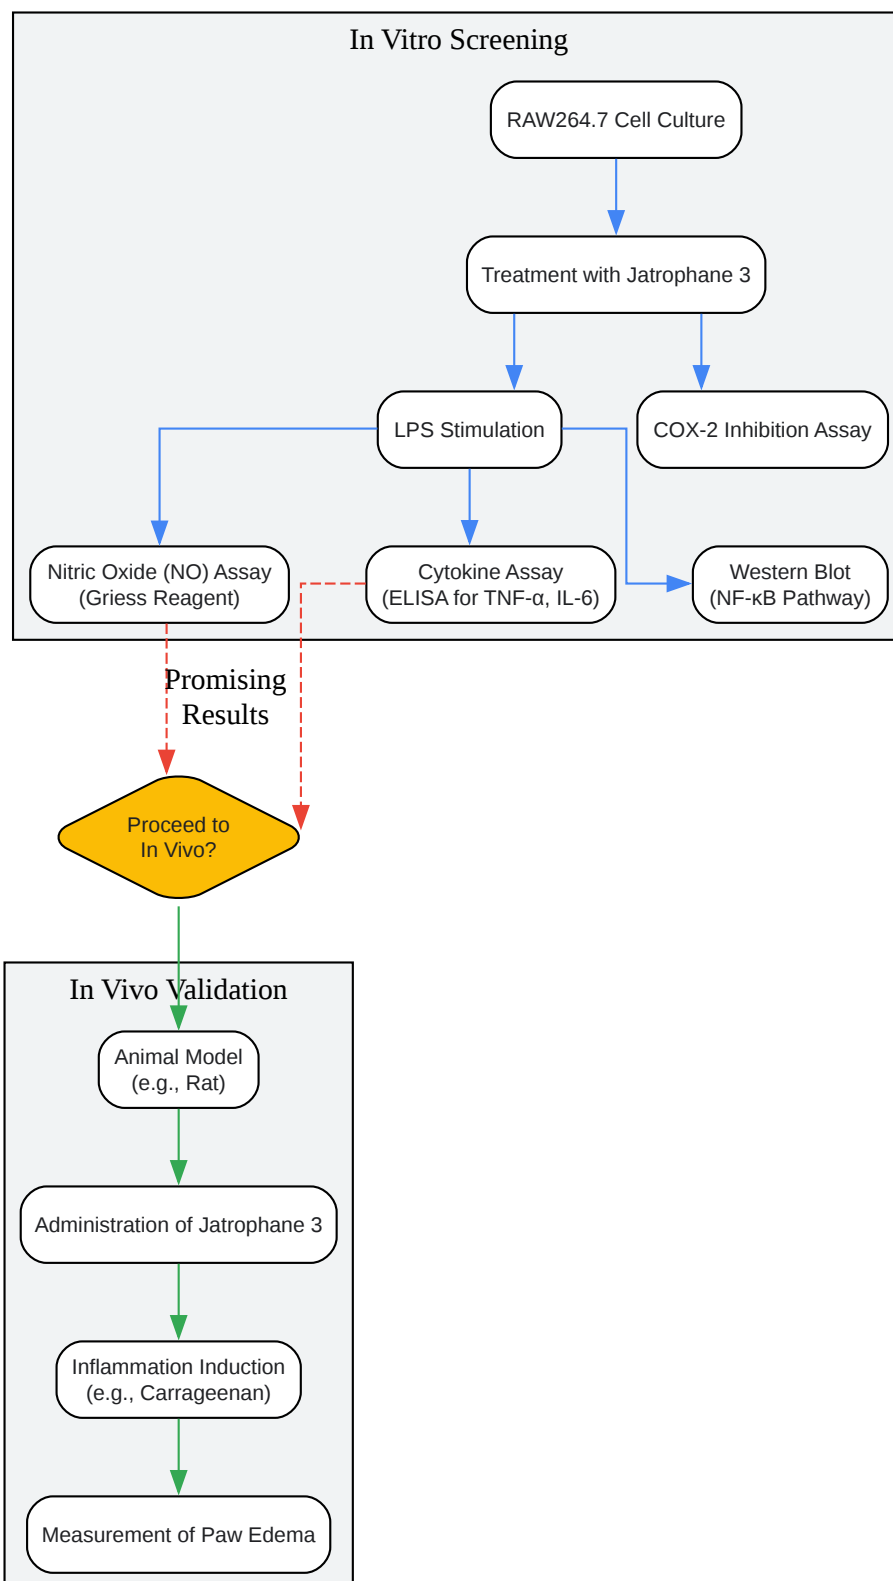 In Vitro Screening
RAW264.7 Cell Culture
Treatment with Jatrophane 3
LPS Stimulation
COX-2 Inhibition Assay
Nitric Oxide (NO) Assay
(Griess Reagent)
Cytokine Assay
(ELISA for TNF-α, IL-6)
Western Blot
(NF-κB Pathway)
Promising
Results
Proceed to
In Vivo?
In Vivo Validation
Animal Model
(e.g., Rat)
Administration of Jatrophane 3
Inflammation Induction
(e.g., Carrageenan)
Measurement of Paw Edema